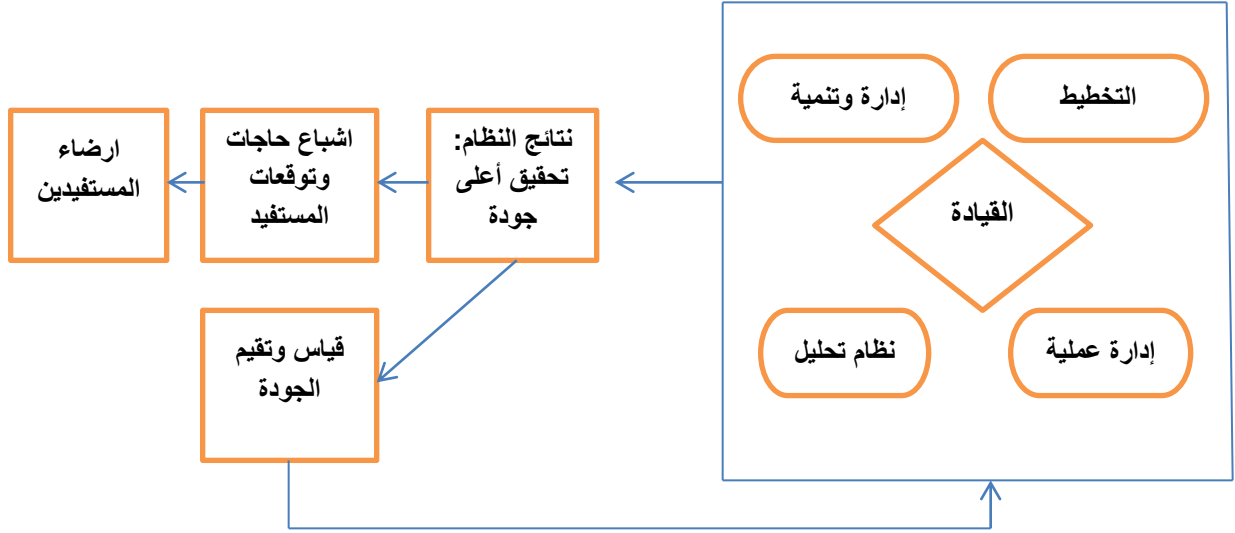 التخطيط
إدارة وتنمية
القيادة
إدارة عملية
نظام تحليل
نتائج النظام:
تحقيق أعلى
جودة
اشباع حاجات
وتوقعات
المستفيد
ارضاء
المستفيدين
قياس وتقيم
الجودة